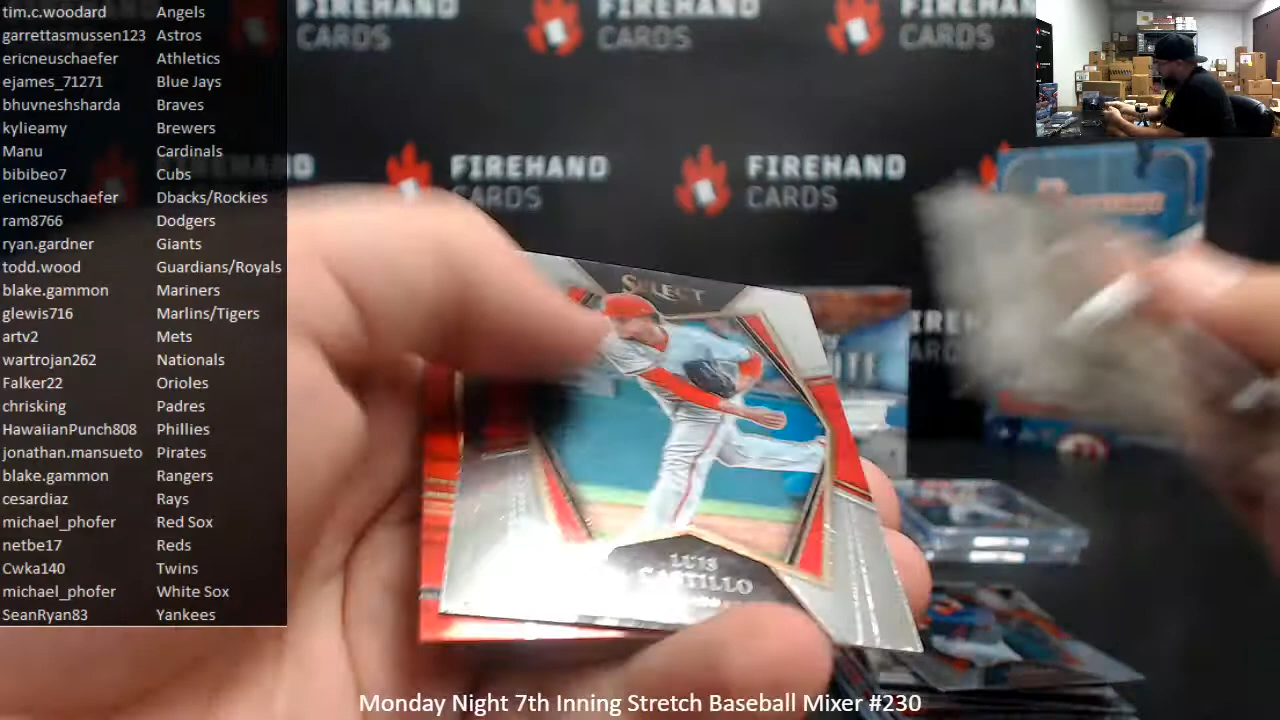 tim.c.woodard Angels
garrettasmussen123 Astros
ericneuschaefer Athletics
ejames_71271 Blue Jays
bhuvneshsharda Braves
kylieamy Brewers
Manu Cardinals
bibibeo7 Cubs
ericneuschaefer Dbacks/Rockies
ram8766 Dodgers
ryan.gardner Giants
todd.wood Guardians/Royals
blake.gammon Mariners
glewis716 Marlins/Tigers
artv2 Mets
wartrojan262 Nationals
Falker22 Orioles
chrisking Padres
HawaiianPunch808 Phillies
jonathan.mansueto Pirates
blake.gammon Rangers
cesardiaz Rays
michael_phofer Red Sox
netbe17 Reds
Cwka140 Twins
michael_phofer White Sox
SeanRyan83 Yankees
FIREHAND
CARDS
FIREHAND
CARDS
FIREHAND
CARDS
FIREHAND
CARDS
FIREHAND
CARDS
Bowman
SELECT
LUIS
CASTILLO
Monday Night 7th Inning Stretch Baseball Mixer #230